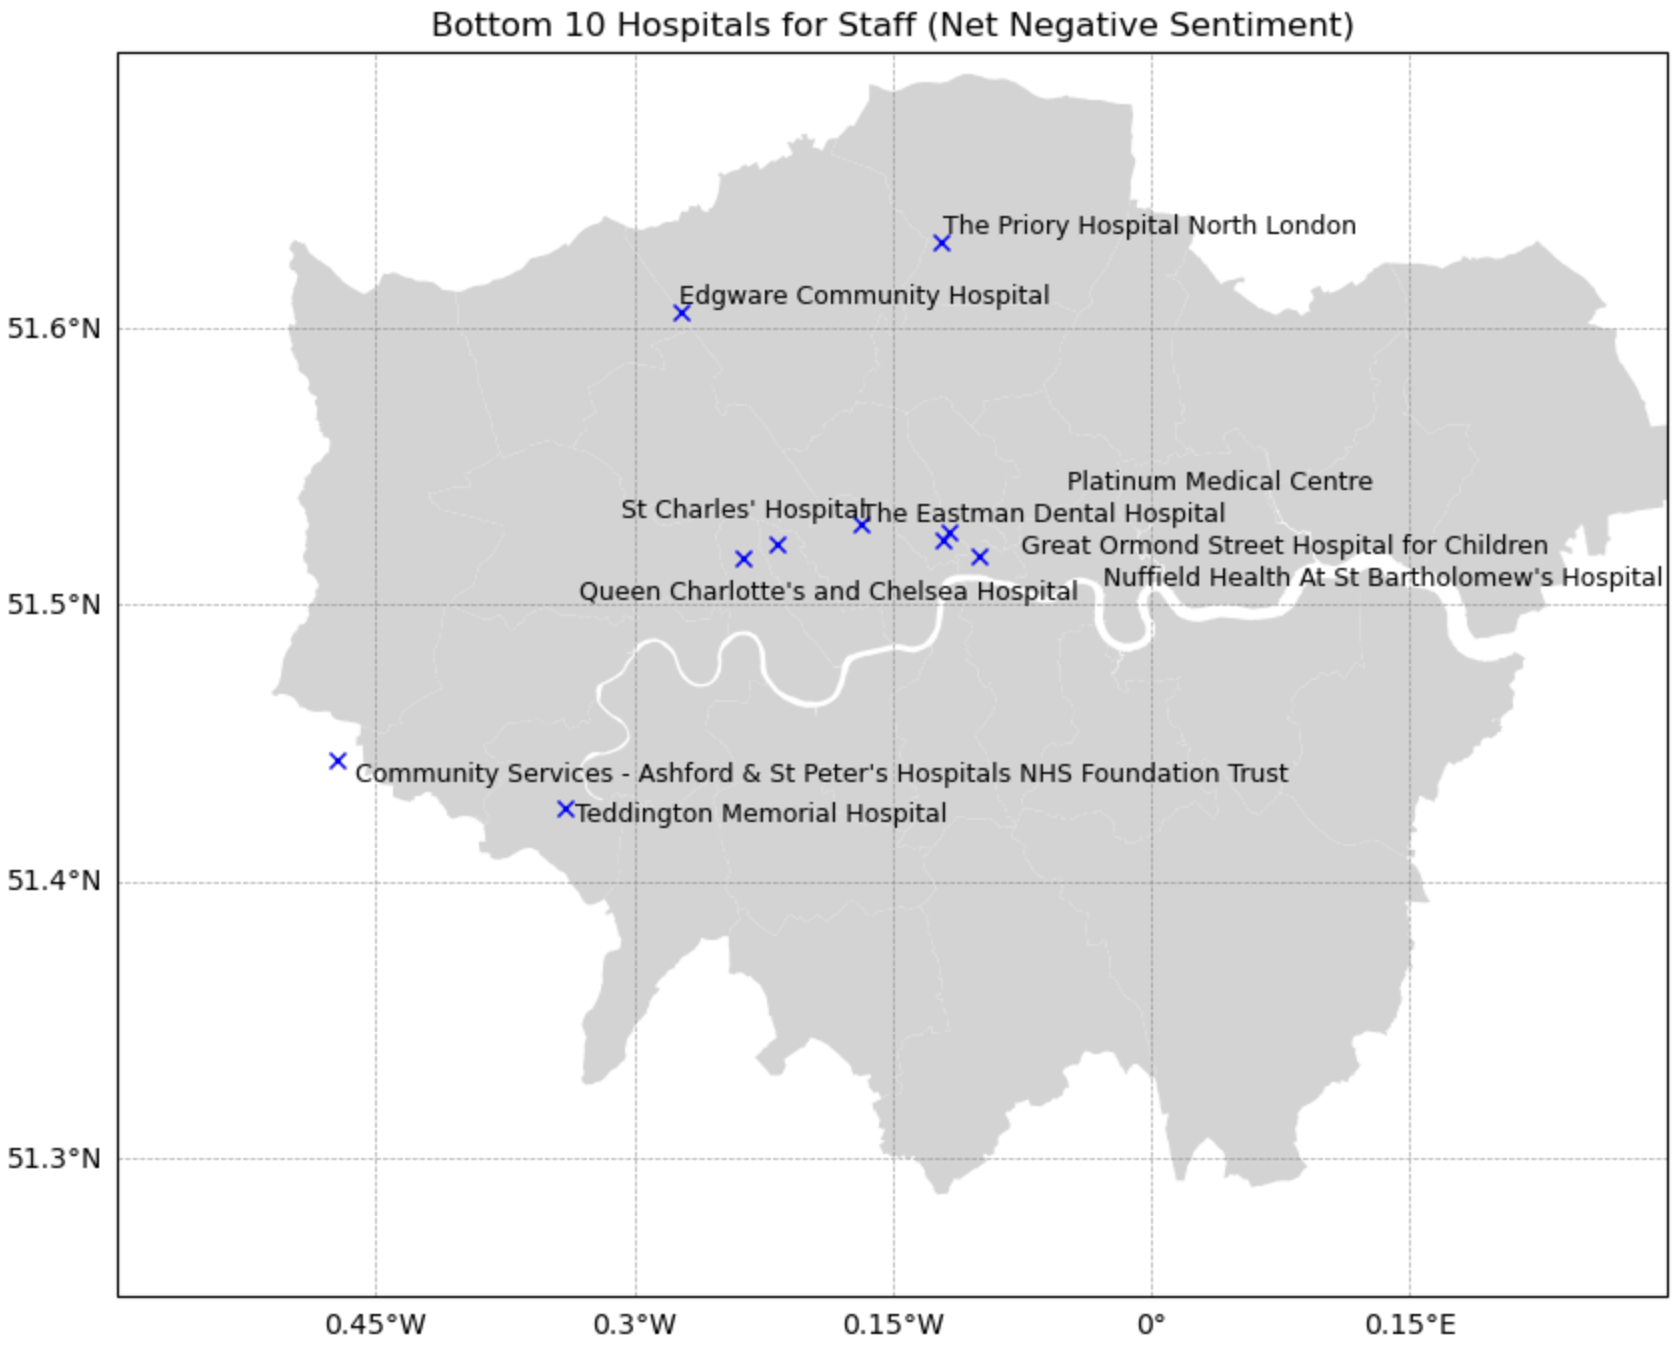 Bottom 10 Hospitals for Staff (Net Negative Sentiment)
The Priory Hospital North London
Edgware Community Hospital
51.6°N
Platinum Medical Centre
St Charles' Hospital
The Eastman Dental Hospital
Great Ormond Street Hospital for Children
Nuffield Health At St Bartholomew's Hospital
Queen Charlotte's and Chelsea Hospital
51.5°N
Community Services - Ashford & St Peter's Hospitals NHS Foundation Trust
Teddington Memorial Hospital
51.4°N
51.3°N
0.45°W
0.3°W
0.15°W
0°
0.15°E